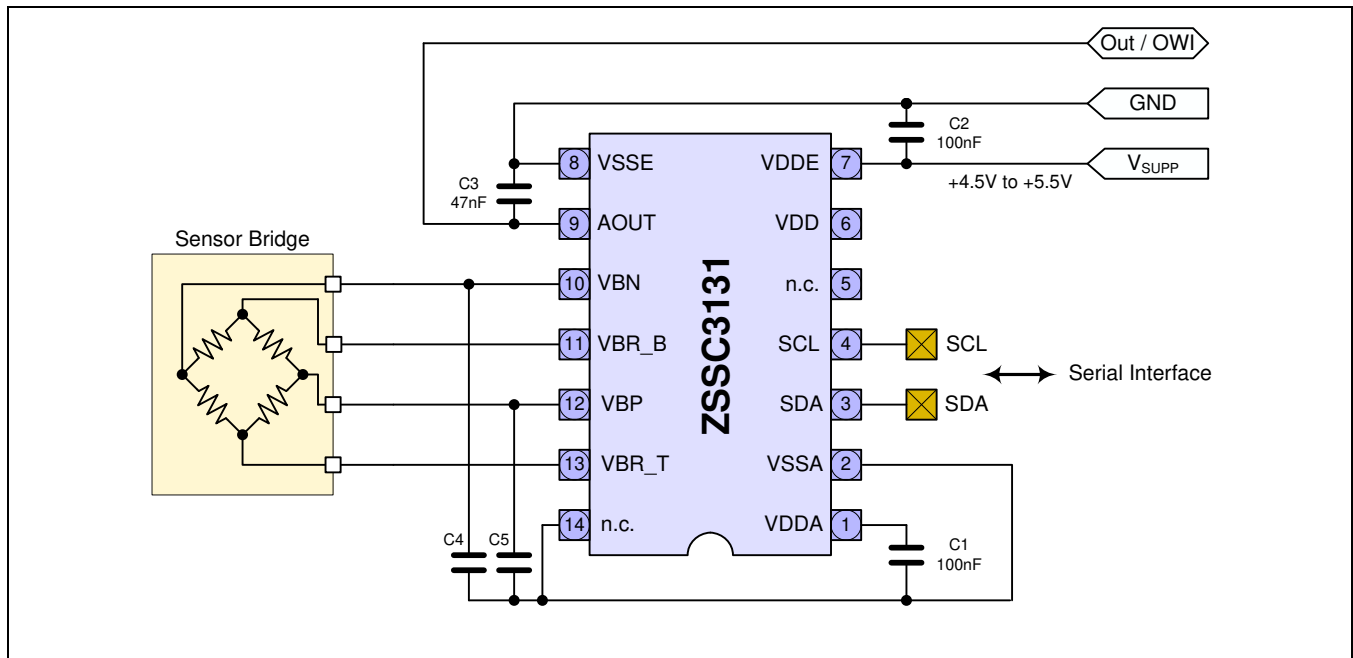 Out / OWI
GND
C2
100nF
VSUPP
+4.5V to +5.5V
8 VSSE
VDDE 7
C3
47nF
9 AOUT
VDD 6
Sensor Bridge
10 VBN
n.c. 5
11 VBR_B
SCL 4
SCL
ZSSC3131
Serial Interface
12 VBP
SDA 3
SDA
13 VBR_T
VSSA 2
14 n.c.
VDDA 1
C4
C5
C1
100nF